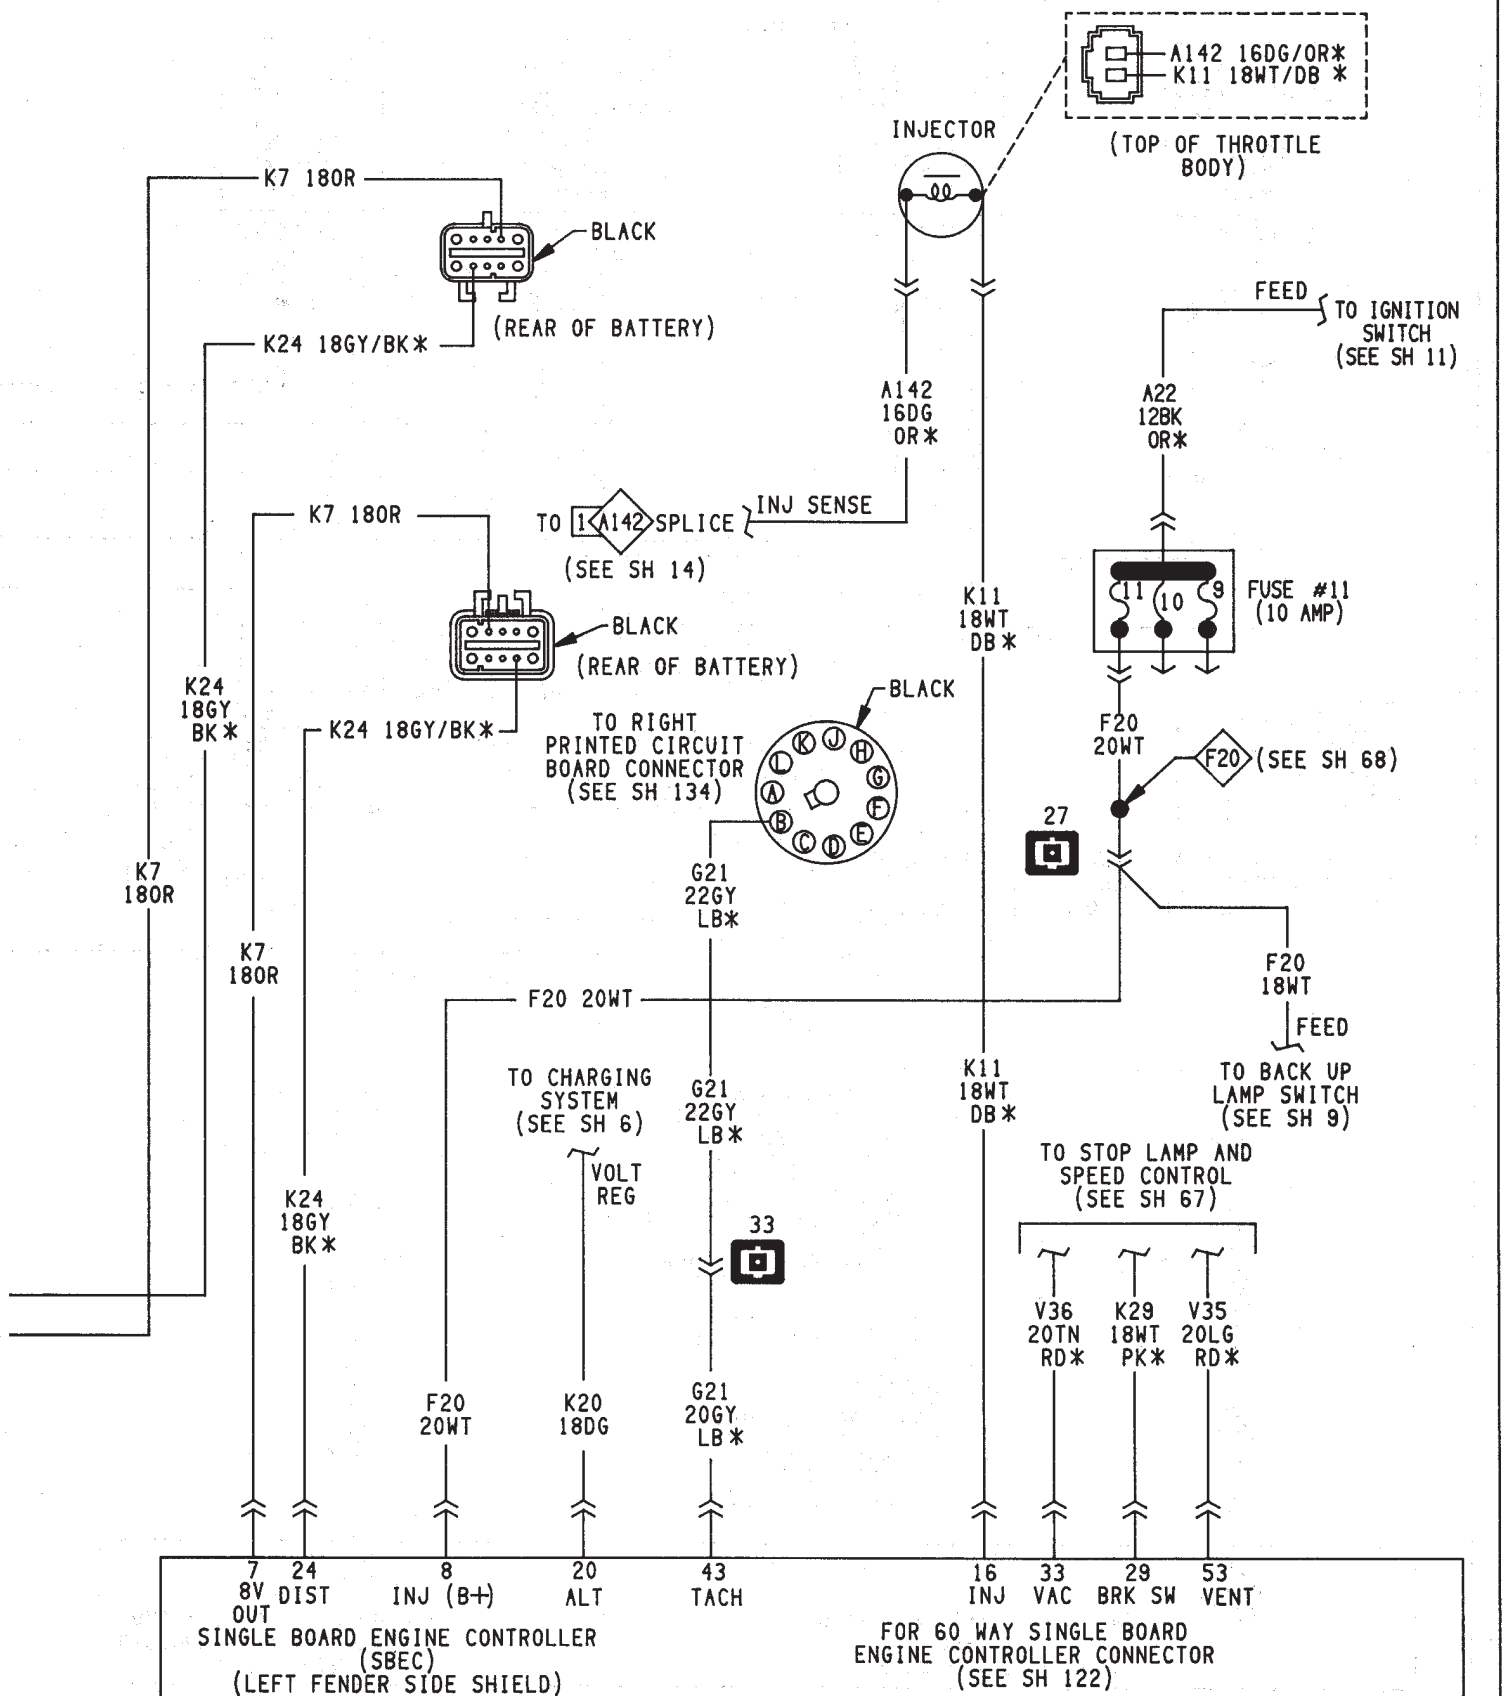 A142 16DG/OR*
K11 18WT/DB *
(TOP OF THROTTLE
BODY)
INJECTOR
K7 18OR
BLACK
(REAR OF BATTERY)
K24 18GY/BK*
FEED
TO IGNITION
SWITCH
(SEE SH 11)
A142
16DG
OR*
A22
12BK
OR*
K7 18OR
TO 1 A142 SPLICE
INJ SENSE
(SEE SH 14)
11
10
9
FUSE #11
(10 AMP)
K11
18WT
DB*
BLACK
(REAR OF BATTERY)
K24
18GY
BK*
K24 18GY/BK*
BLACK
TO RIGHT
PRINTED CIRCUIT
BOARD CONNECTOR
(SEE SH 134)
A
B
C
D
E
F
G
H
J
K
L
F20
20WT
F20
(SEE SH 68)
27
K7
18OR
G21
22GY
LB*
K7
18OR
F20
18WT
F20 20WT
FEED
TO BACK UP
LAMP SWITCH
(SEE SH 9)
TO CHARGING
SYSTEM
(SEE SH 6)
VOLT
REG
G21
22GY
LB*
K11
18WT
DB*
TO STOP LAMP AND
SPEED CONTROL
(SEE SH 67)
K24
18GY
BK*
33
V36
20TN
RD*
K29
18WT
PK*
V35
20LG
RD*
F20
20WT
K20
18DG
G21
20GY
LB*
7
8V
OUT
24
DIST
8
INJ (B+)
20
ALT
43
TACH
16
INJ
33
VAC
29
BRK SW
53
VENT
SINGLE BOARD ENGINE CONTROLLER
(SBEC)
(LEFT FENDER SIDE SHIELD)
FOR 60 WAY SINGLE BOARD
ENGINE CONTROLLER CONNECTOR
(SEE SH 122)